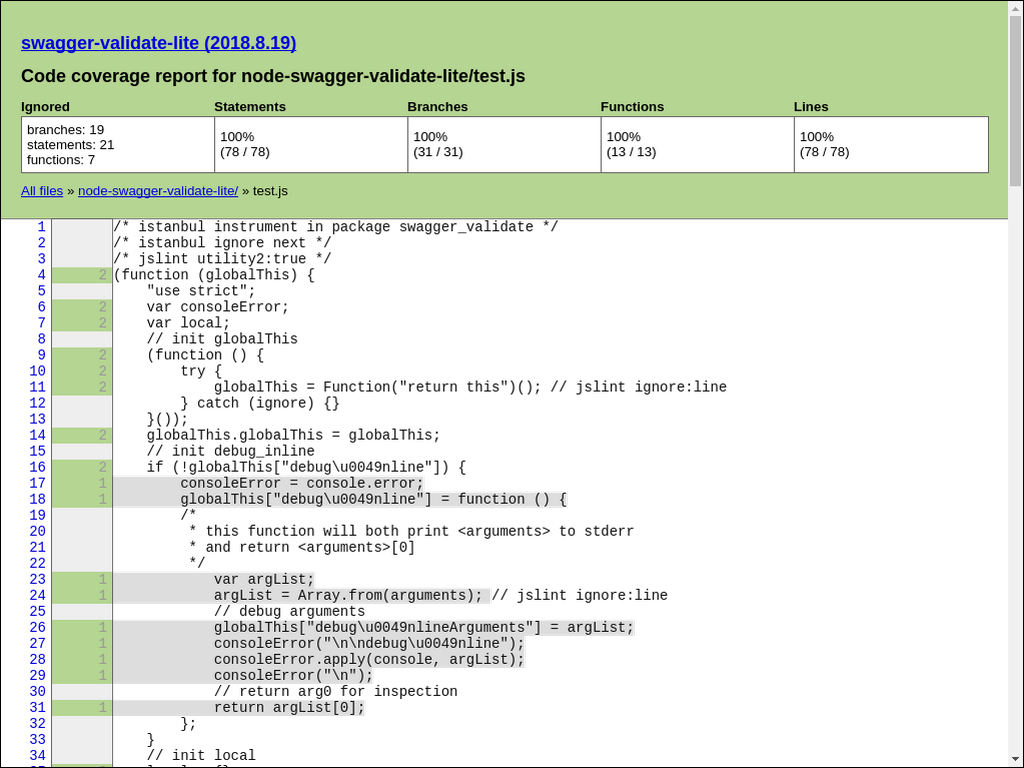 swagger-validate-lite (2018.8.19)
Code coverage report for node-swagger-validate-lite/test.js
Ignored Statements Branches Functions Lines
branches: 19
statements: 21
functions: 7
100%
(78 / 78)
100%
(31 / 31)
100%
(13 / 13)
100%
(78 / 78)
All files » node-swagger-validate-lite/ » test.js
1 /* istanbul instrument in package swagger_validate */
2 /* istanbul ignore next */
3 /* jslint utility2:true */
4 2 (function (globalThis) {
5 "use strict";
6 2 var consoleError;
7 2 var local;
8 // init globalThis
9 2 (function () {
10 2 try {
11 2 globalThis = Function("return this")(); // jslint ignore:line
12 } catch (ignore) {}
13 }());
14 2 globalThis.globalThis = globalThis;
15 // init debug_inline
16 2 if (!globalThis["debug\u0049nline"]) {
17 1 consoleError = console.error;
18 1 globalThis["debug\u0049nline"] = function () {
19 /*
20 * this function will both print <arguments> to stderr
21 * and return <arguments>[0]
22 */
23 1 var argList;
24 1 argList = Array.from(arguments); // jslint ignore:line
25 // debug arguments
26 1 globalThis["debug\u0049nlineArguments"] = argList;
27 1 consoleError("\n\ndebug\u0049nline");
28 1 consoleError.apply(console, argList);
29 1 consoleError("\n");
30 // return arg0 for inspection
31 1 return argList[0];
32 };
33 }
34 // init local